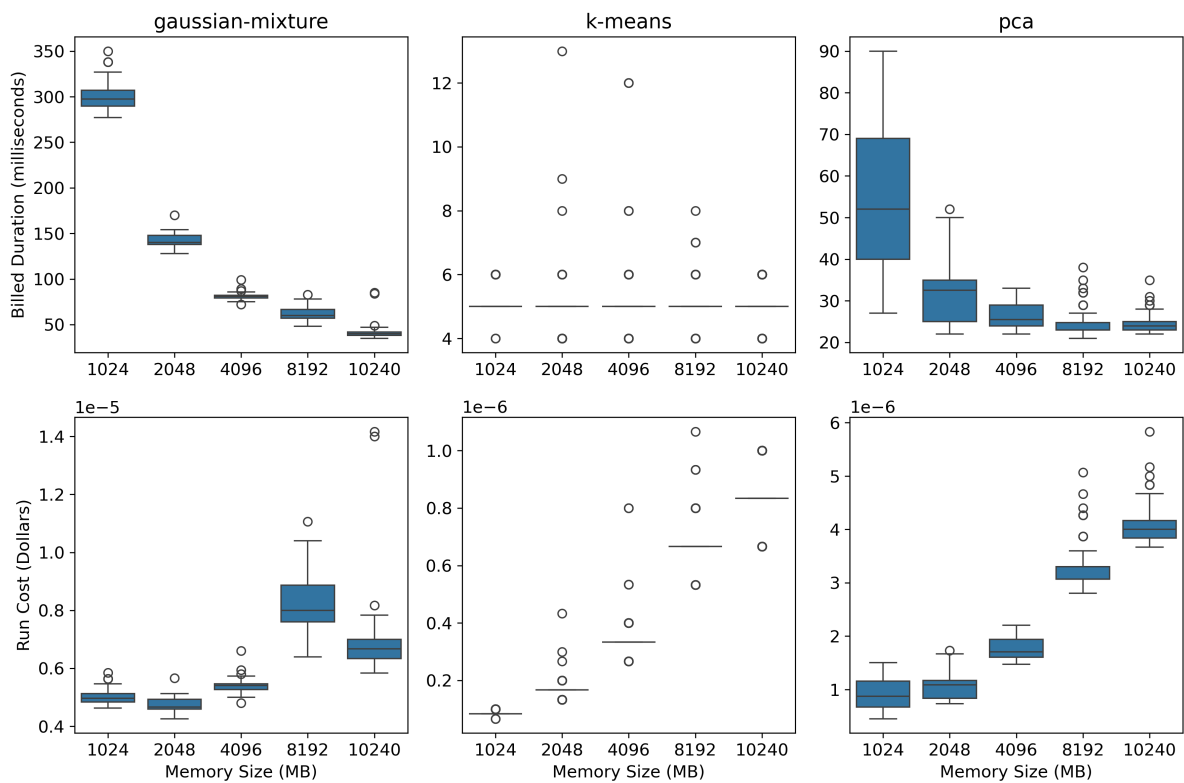 gaussian-mixture
k-means
pca
Billed Duration (milliseconds)
350
300
250
200
150
100
50
1024 2048 4096 8192 10240
12
10
8
6
4
1024 2048 4096 8192 10240
90
80
70
60
50
40
30
20
1024 2048 4096 8192 10240
Run Cost (Dollars)
1e−5
1.4
1.2
1.0
0.8
0.6
0.4
1024 2048 4096 8192 10240
Memory Size (MB)
1e−6
1.0
0.8
0.6
0.4
0.2
1024 2048 4096 8192 10240
Memory Size (MB)
1e−6
6
5
4
3
2
1
1024 2048 4096 8192 10240
Memory Size (MB)